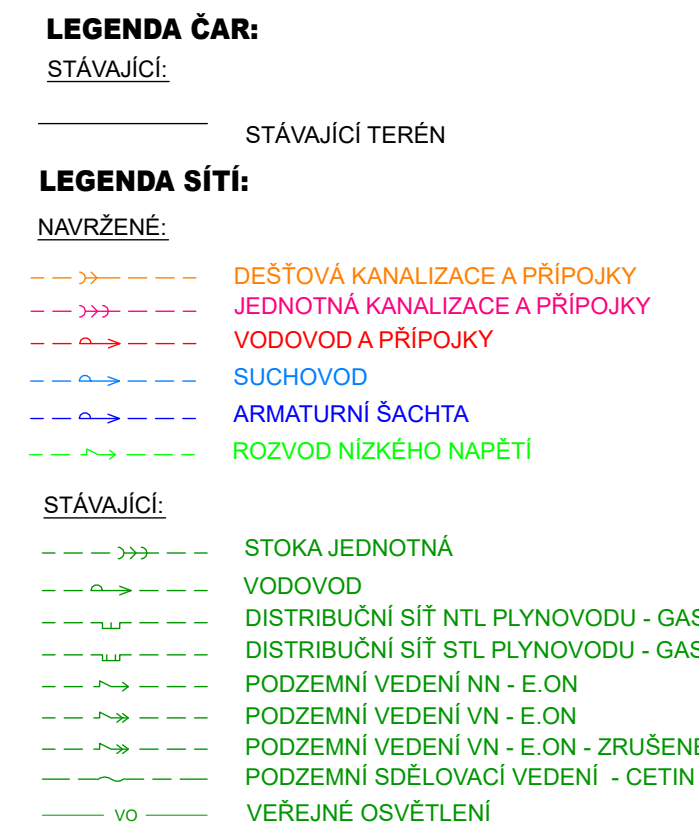 LEGENDA ČAR:
STÁVAJÍCÍ:
STÁVAJÍCÍ TERÉN
LEGENDA SÍTÍ:
NAVRŽENÉ:
DEŠŤOVÁ KANALIZACE A PŘÍPOJKY
JEDNOTNÁ KANALIZACE A PŘÍPOJKY
VODOVOD A PŘÍPOJKY
SUCHOVOD
ARMATURNÍ ŠACHTA
ROZVOD NÍZKÉHO NAPĚTÍ
STÁVAJÍCÍ:
STOKA JEDNOTNÁ
VODOVOD
DISTRIBUČNÍ SÍŤ NTL PLYNOVODU - GAS
DISTRIBUČNÍ SÍŤ STL PLYNOVODU - GAS
PODZEMNÍ VEDENÍ NN - E.ON
PODZEMNÍ VEDENÍ VN - E.ON
PODZEMNÍ VEDENÍ VN - E.ON - ZRUŠENÉ
PODZEMNÍ SDĚLOVACÍ VEDENÍ - CETIN
VO VEŘEJNÉ OSVĚTLENÍ